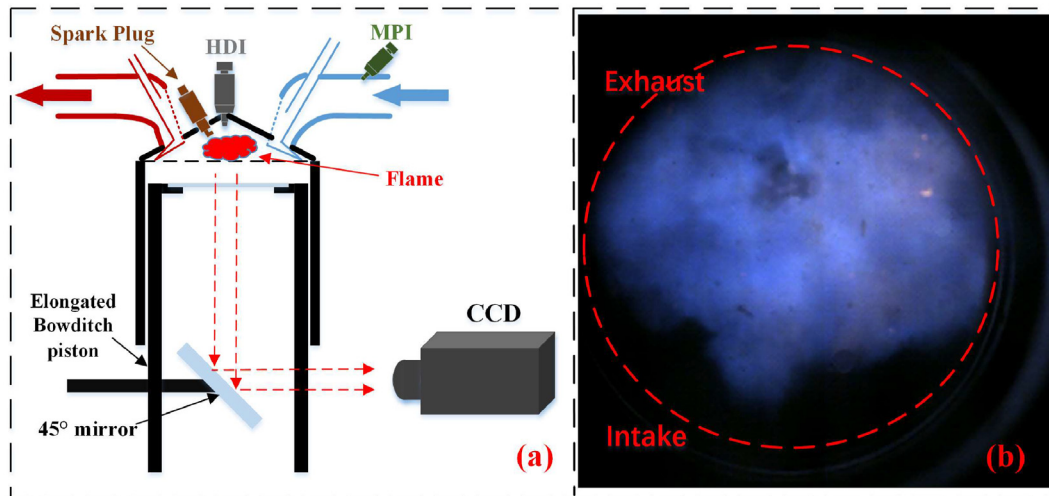 Spark Plug
HDI
MPI
Flame
Elongated
Bowditch
piston
CCD
45° mirror
(a)
Exhaust
Intake
(b)